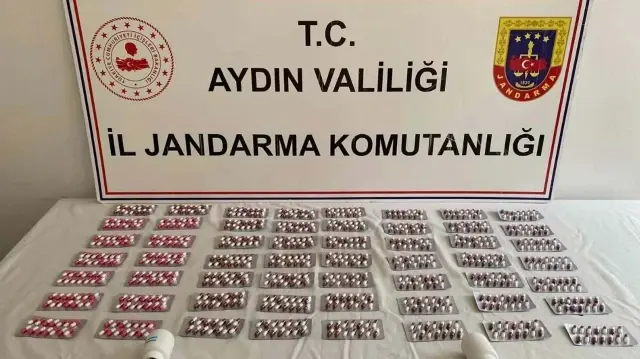 T.C.
AYDIN VALİLİĞİ
İL JANDARMA KOMUTANLIĞI
JANDARMA